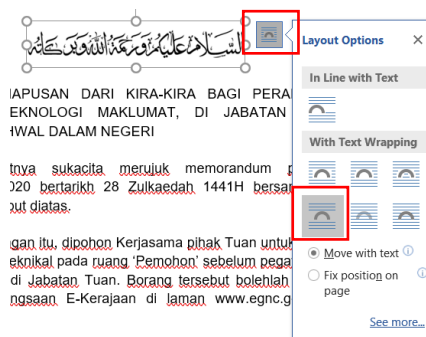 السلام عليكم ورحمة الله وبركاته
APUSAN DARI KIRA-KIRA BAGI PERA
EKNOLOGI MAKLUMAT, DI JABATAN
HWAL DALAM NEGERI
tnya sukacita merujuk memorandum p
020 bertarikh 28 Zulkaedah 1441H bersa
out diatas.
gan itu, dipohon Kerjasama pihak Tuan untuk
eknikal pada ruang ‘Pemohon’ sebelum pega
di Jabatan Tuan. Borang tersebut bolehlah
ngsaan E-Kerajaan di laman www.egnc.g
Layout Options
In Line with Text
With Text Wrapping
Move with text
Fix position on
page
See more...